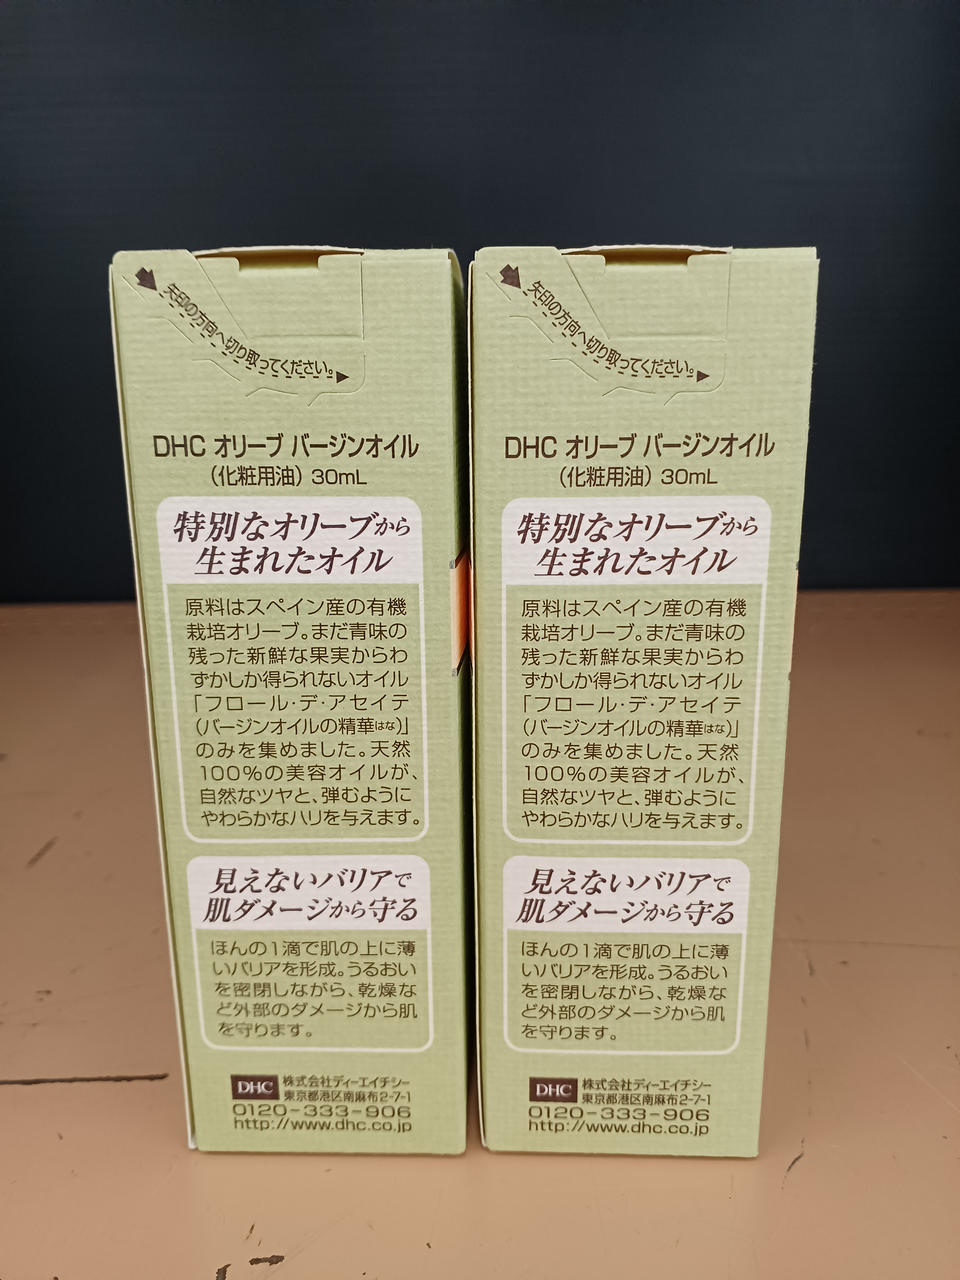 矢印の方向へ切り取ってください。
DHC オリーブ バージンオイル
（化粧用油）30mL
特別なオリーブから
生まれたオイル
原料はスペイン産の有機
栽培オリーブ。まだ青味の
残った新鮮な果実からわ
ずかしか得られないオイル
「フロール・デ・アセイテ
（バージンオイルの精華はな）」
のみを集めました。天然
100%の美容オイルが、
自然なツヤと、弾むように
やわらかなハリを与えます。
見えないバリアで
肌ダメージから守る
ほんの1滴で肌の上に薄
いバリアを形成。うるおい
を密閉しながら、乾燥な
ど外部のダメージから肌
を守ります。
DHC 株式会社ディーエイチシー
東京都港区南麻布2-7-1
0120-333-906
http://www.dhc.co.jp
矢印の方向へ切り取ってください。
DHC オリーブ バージンオイル
（化粧用油）30mL
特別なオリーブから
生まれたオイル
原料はスペイン産の有機
栽培オリーブ。まだ青味の
残った新鮮な果実からわ
ずかしか得られないオイル
「フロール・デ・アセイテ
（バージンオイルの精華はな）」
のみを集めました。天然
100%の美容オイルが、
自然なツヤと、弾むように
やわらかなハリを与えます。
見えないバリアで
肌ダメージから守る
ほんの1滴で肌の上に薄
いバリアを形成。うるおい
を密閉しながら、乾燥な
ど外部のダメージから肌
を守ります。
DHC 株式会社ディーエイチシー
東京都港区南麻布2-7-1
0120-333-906
http://www.dhc.co.jp